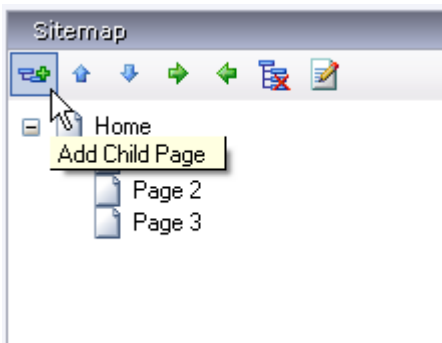 Sitemap
Home
Add Child Page
Page 2
Page 3